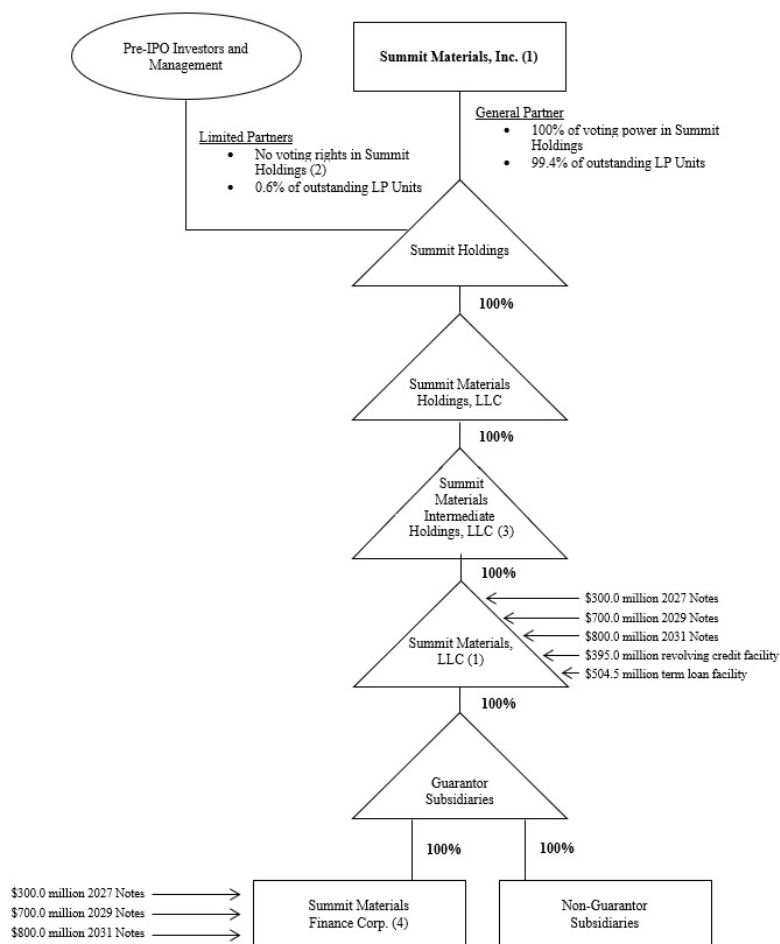 Pre-IPO Investors and
Management
Summit Materials, Inc. (1)
Limited Partners
• No voting rights in Summit
Holdings (2)
• 0.6% of outstanding LP Units
General Partner
• 100% of voting power in Summit
Holdings
• 99.4% of outstanding LP Units
Summit Holdings
100%
Summit Materials
Holdings, LLC
100%
Summit
Materials
Intermediate
Holdings, LLC (3)
100%
Summit Materials,
LLC (1)
$300.0 million 2027 Notes
$700.0 million 2029 Notes
$800.0 million 2031 Notes
$395.0 million revolving credit facility
$504.5 million term loan facility
100%
Guarantor
Subsidiaries
100%
100%
$300.0 million 2027 Notes
$700.0 million 2029 Notes
$800.0 million 2031 Notes
Summit Materials
Finance Corp. (4)
Non-Guarantor
Subsidiaries